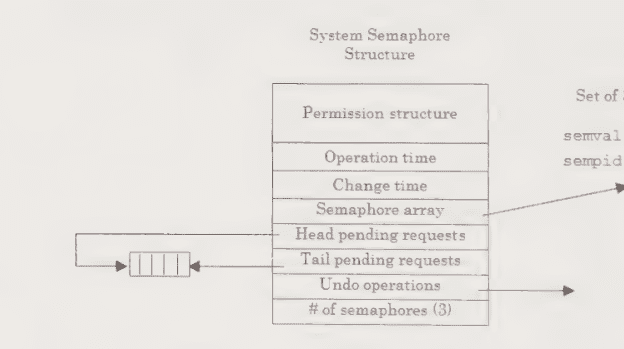 System Semaphore
Structure
Permission structure
Operation time
Change time
Semaphore array
Head pending requests
Tail pending requests
Undo operations
# of semaphores (3)
Set of
semval
sempid